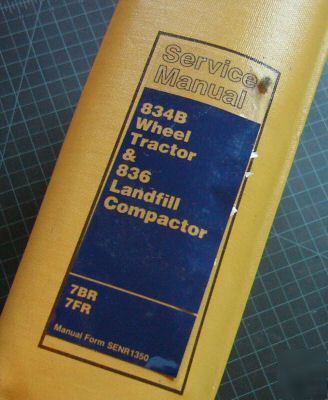 Service
Manual
834B
Wheel
Tractor
&
836
Landfill
Compactor
7BR
7FR
Manual Form SENR1350